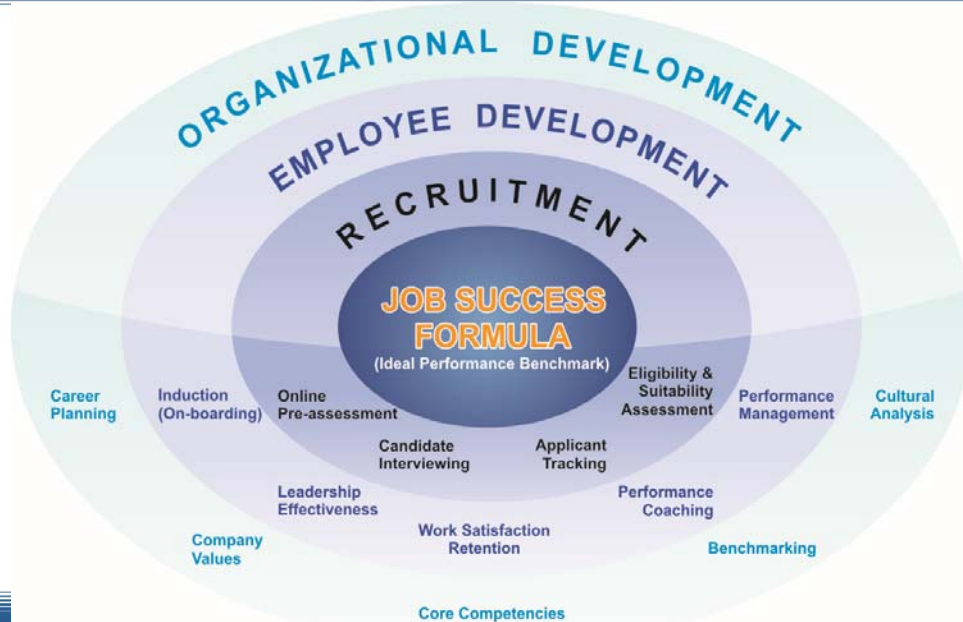 ORGANIZATIONAL DEVELOPMENT
EMPLOYEE DEVELOPMENT
RECRUITMENT
JOB SUCCESS
FORMULA
(Ideal Performance Benchmark)
Career
Planning
Induction
(On-boarding)
Online
Pre-assessment
Eligibility &
Suitability
Assessment
Performance
Management
Cultural
Analysis
Candidate
Interviewing
Applicant
Tracking
Leadership
Effectiveness
Performance
Coaching
Work Satisfaction
Retention
Company
Values
Benchmarking
Core Competencies